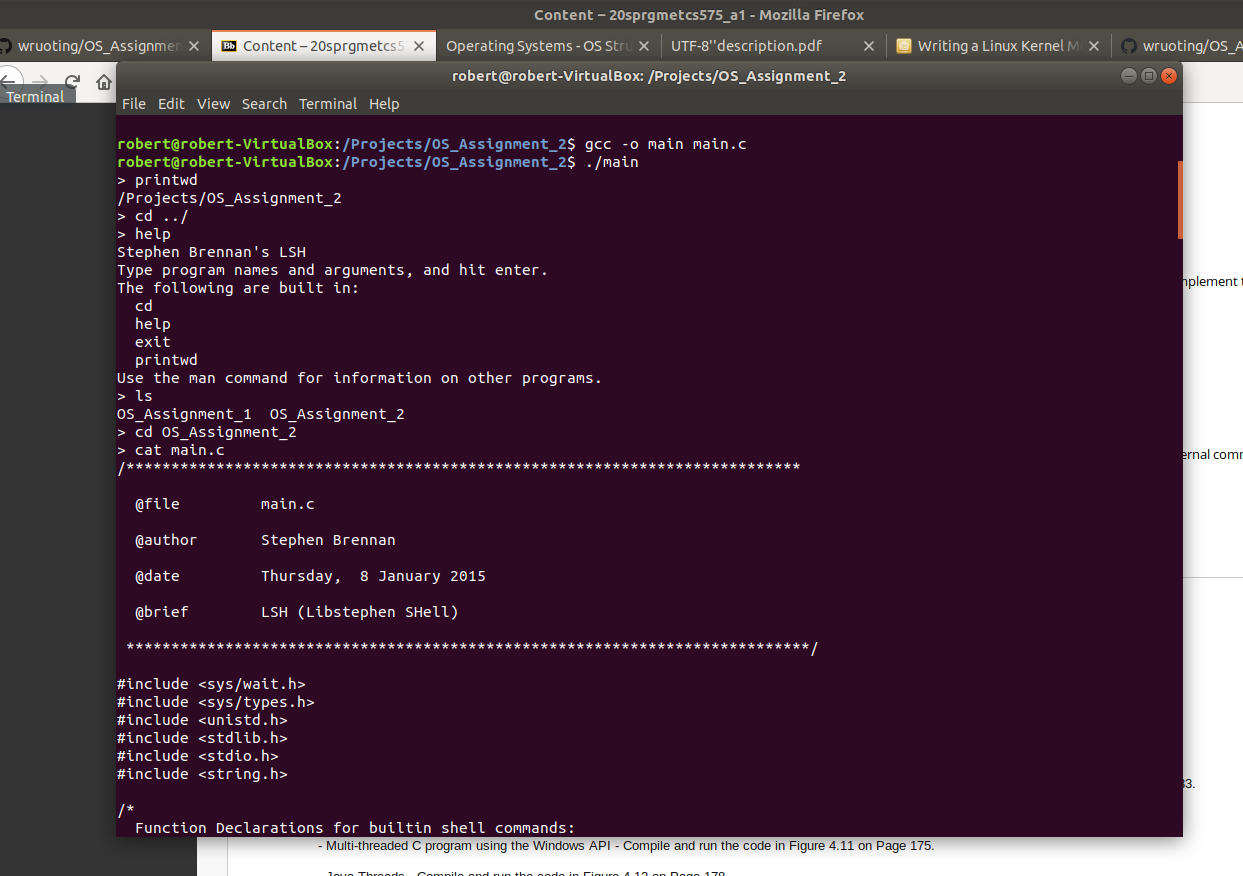 Content – 20sprgmetcs575_a1 - Mozilla Firefox
wruoting/OS_Assignmen
Bb Content – 20sprgmetcs5
Operating Systems - OS Stru
UTF-8''description.pdf
Writing a Linux Kernel M
wruoting/OS_A
Terminal
robert@robert-VirtualBox: /Projects/OS_Assignment_2
File Edit View Search Terminal Help
robert@robert-VirtualBox:/Projects/OS_Assignment_2$ gcc -o main main.c
robert@robert-VirtualBox:/Projects/OS_Assignment_2$ ./main
> printwd
/Projects/OS_Assignment_2
> cd ../
> help
Stephen Brennan's LSH
Type program names and arguments, and hit enter.
The following are built in:
  cd
  help
  exit
  printwd
Use the man command for information on other programs.
> ls
OS_Assignment_1  OS_Assignment_2
> cd OS_Assignment_2
> cat main.c
/***************************************************************************
  @file         main.c
  @author       Stephen Brennan
  @date         Thursday,  8 January 2015
  @brief        LSH (Libstephen SHell)
 ****************************************************************************/
#include <sys/wait.h>
#include <sys/types.h>
#include <unistd.h>
#include <stdlib.h>
#include <stdio.h>
#include <string.h>
/*
  Function Declarations for builtin shell commands:
mplement t
ernal comm
33.
- Multi-threaded C program using the Windows API - Compile and run the code in Figure 4.11 on Page 175.
- Java Threads - Compile and run the code in Figure 4.12 on Page 178.